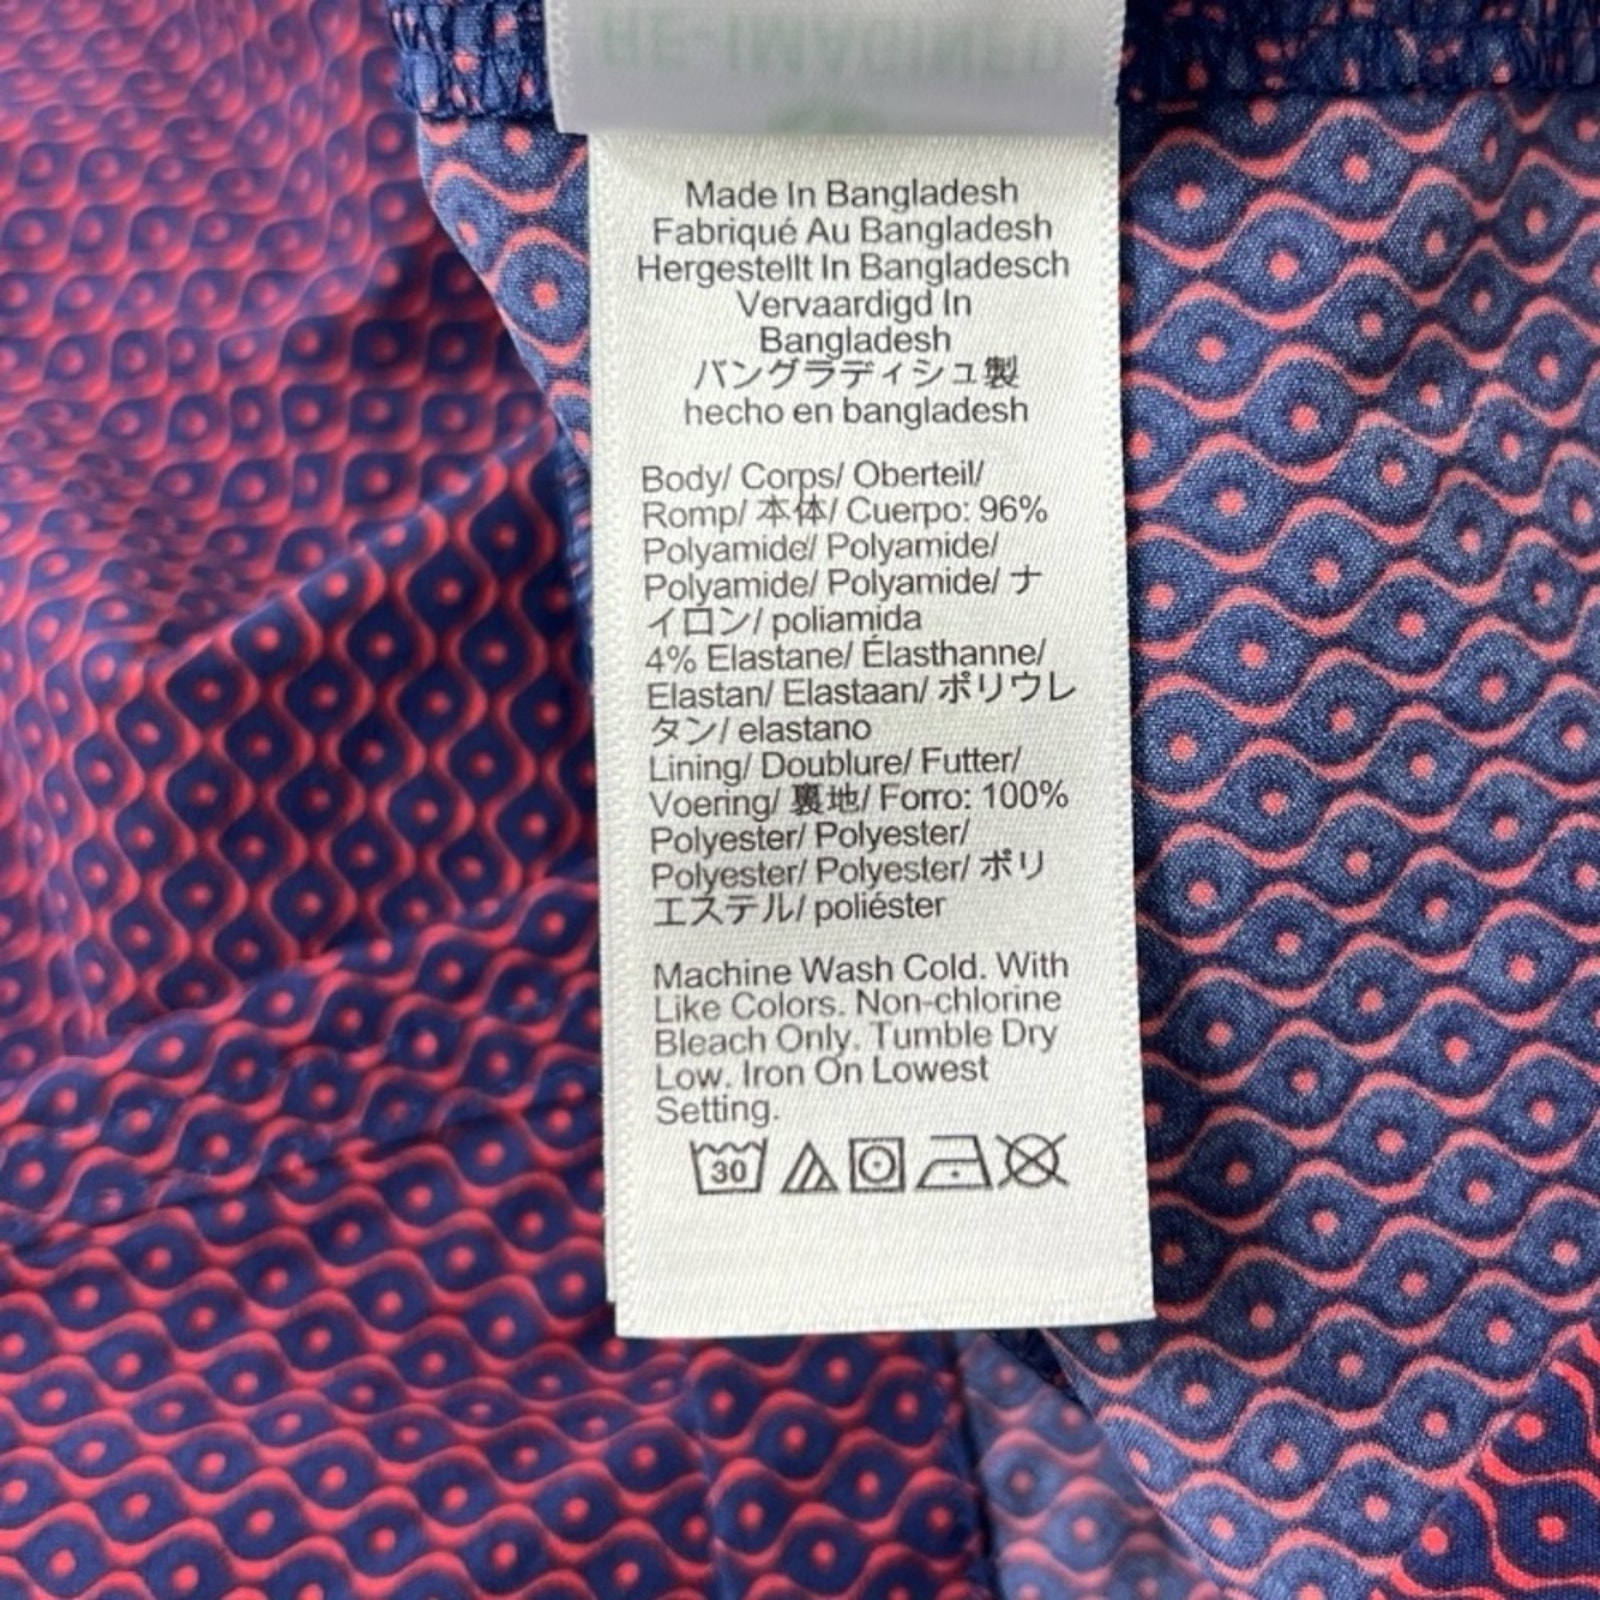 RE-IMAGINED
Made In Bangladesh
Fabriqué Au Bangladesh
Hergestellt In Bangladesch
Vervaardigd In
Bangladesh
バングラディシュ製
hecho en bangladesh
Body/ Corps/ Oberteil/
Romp/ 本体/ Cuerpo: 96%
Polyamide/ Polyamide/
Polyamide/ Polyamide/ ナ
イロン/ poliamida
4% Elastane/ Élasthanne/
Elastan/ Elastaan/ ポリウレ
タン/ elastano
Lining/ Doublure/ Futter/
Voering/ 裏地/ Forro: 100%
Polyester/ Polyester/
Polyester/ Polyester/ ポリ
エステル/ poliéster
Machine Wash Cold. With
Like Colors. Non-chlorine
Bleach Only. Tumble Dry
Low. Iron On Lowest
Setting.
30